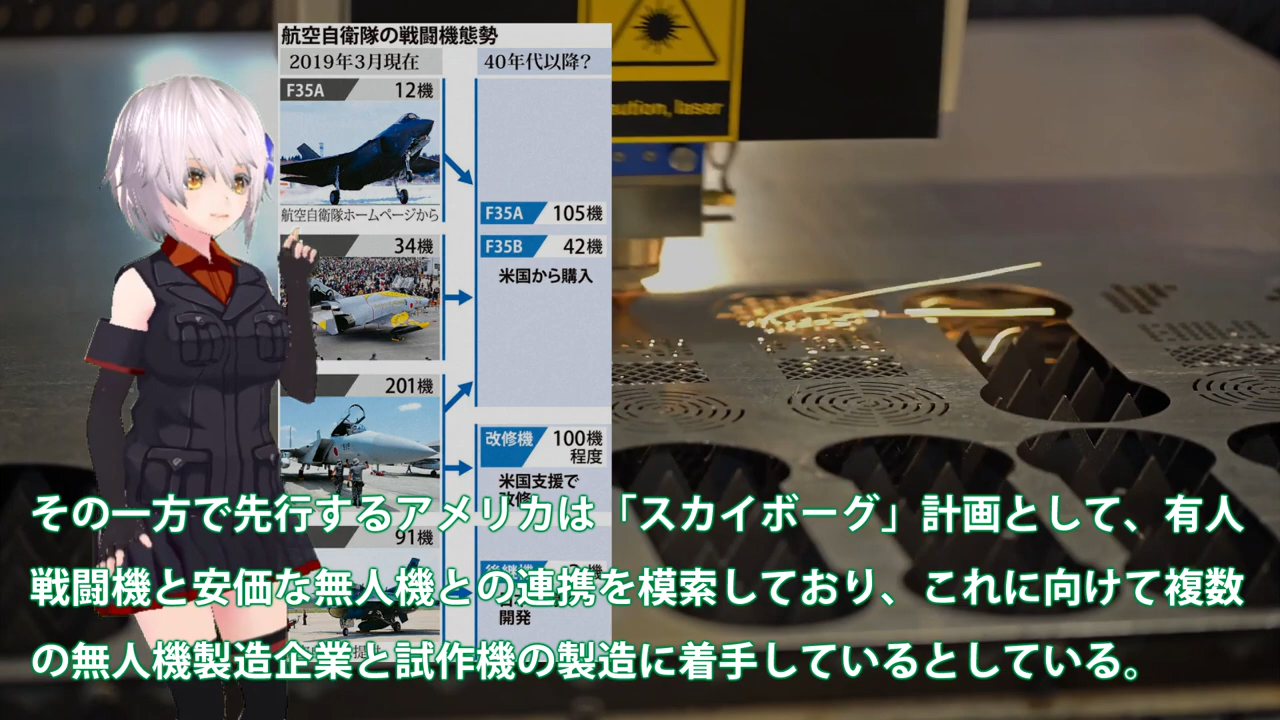 航空自衛隊の戦闘機態勢
2019年3月現在
40年代以降?
F35A 12機
航空自衛隊ホームページから
34機
201機
91機
F35A 105機
F35B 42機
米国から購入
改修機 100機
程度
米国支援で
改修
後継機 機
開発
caution, laser
その一方で先行するアメリカは「スカイボーグ」計画として、有人
戦闘機と安価な無人機との連携を模索しており、これに向けて複数
の無人機製造企業と試作機の製造に着手しているとしている。